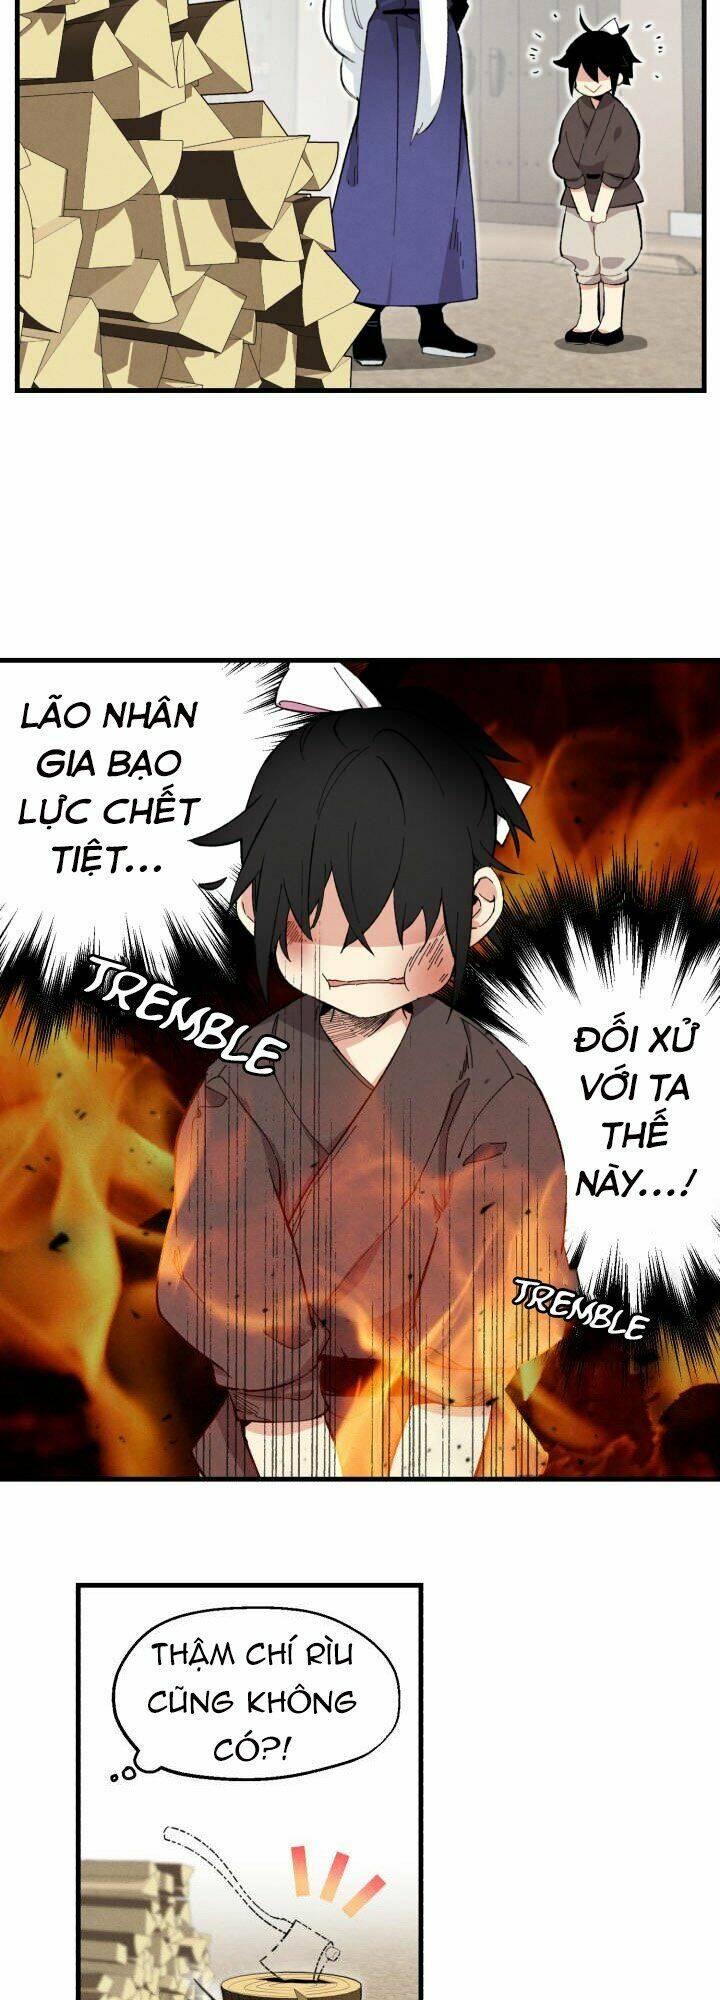 LÃO NHÂN
GIA BẠO
LỰC CHẾT
TIỆT...
TREMBLE
ĐỐI XỬ
VỚI TA
THẾ
NÀY...!
TREMBLE
THẬM CHÍ RÌU
CŨNG KHÔNG
CÓ?!